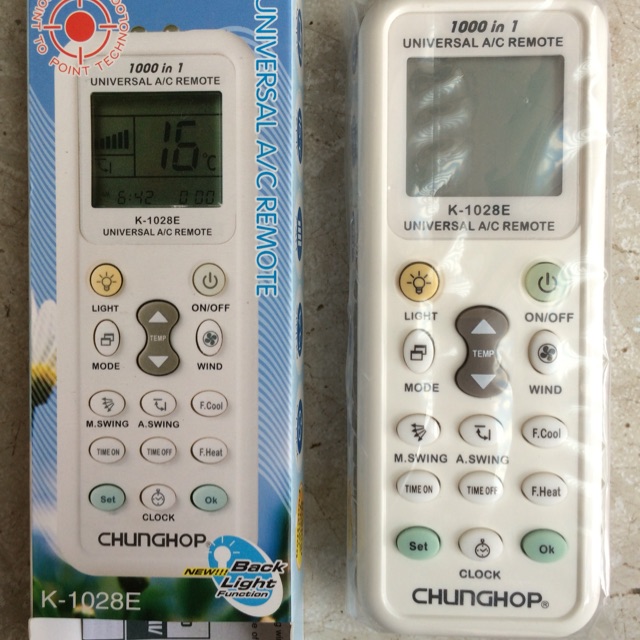 POINT TO POINT TECHNOLOGY
UNIVERSAL A/C REMOTE
1000 in 1
UNIVERSAL A/C REMOTE
16°C
6:42
0:00
K-1028E
UNIVERSAL A/C REMOTE
LIGHT
ON/OFF
TEMP
MODE
WIND
M.SWING
A.SWING
F.Cool
TIME ON
TIME OFF
F.Heat
Set
Ok
CLOCK
CHUNGHOP®
NEW!!! Back
Light
Function
K-1028E
1000 in 1
UNIVERSAL A/C REMOTE
K-1028E
UNIVERSAL A/C REMOTE
LIGHT
ON/OFF
TEMP
MODE
WIND
F.Cool
M.SWING
A.SWING
TIME ON
TIME OFF
F.Heat
Set
Ok
CLOCK
CHUNGHOP®